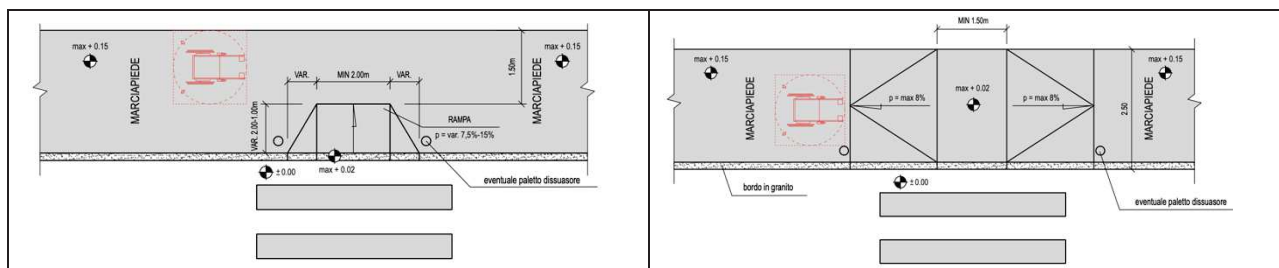 max + 0.15
MARCIAPIEDE
VAR.
MIN 2.00m
VAR.
1.50m
max + 0.15
MARCIAPIEDE
VAR. 2.00-1.00m
RAMPA
p = var. 7,5%-15%
± 0.00
max + 0.02
eventuale paletto dissuasore
MIN 1.50m
max + 0.15
MARCIAPIEDE
p = max 8%
max + 0.02
p = max 8%
max + 0.15
MARCIAPIEDE
2.50
bordo in granito
± 0.00
eventuale paletto dissuasore